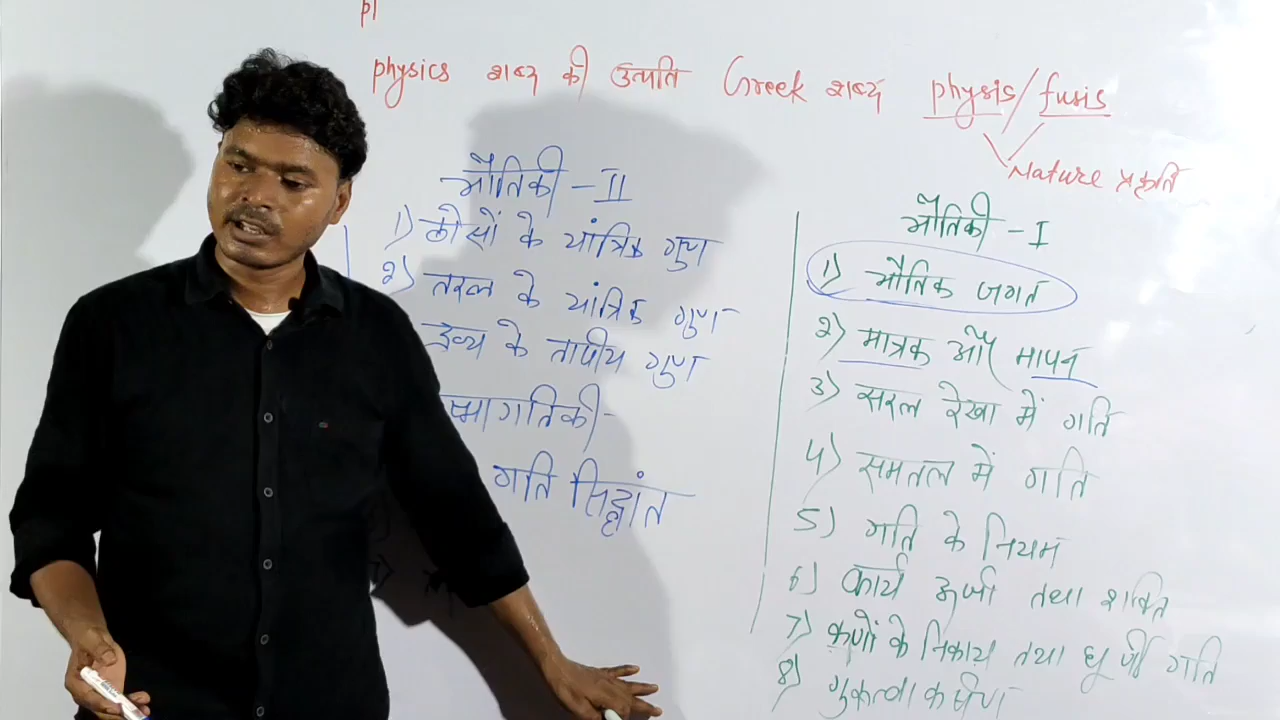 pl
physics शब्द की उत्पति Greek शब्द physis/fusis
Nature प्रकृति
भौतिकी - II
1) ठोसों के यांत्रिक गुण
2) तरल के यांत्रिक गुण
द्रव्य के तापीय गुण
ष्मागतिकी -
गति सिद्धांत
भौतिकी - I
1) भौतिक जगत
2) मात्रक और मापन
3) सरल रेखा में गति
4) समतल में गति
5) गति के नियम
6) कार्य ऊर्जा तथा शक्ति
7) कणों के निकाय तथा घूर्णी गति
8) गुरुत्वाकर्षण